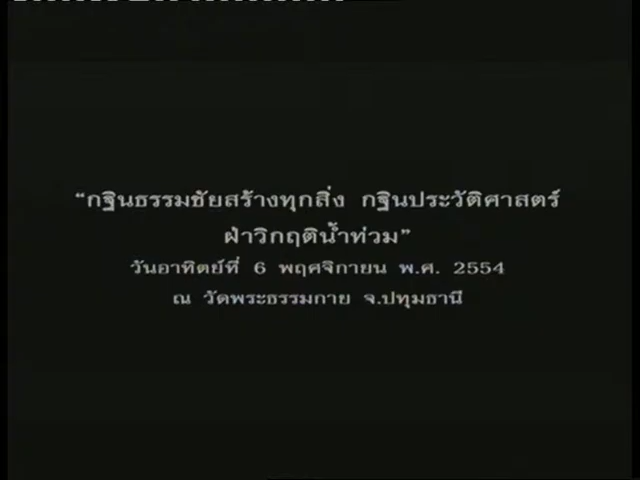 “กฐินธรรมชัยสร้างทุกสิ่ง กฐินประวัติศาสตร์
ฝ่าวิกฤติน้ำท่วม”
วันอาทิตย์ที่ 6 พฤศจิกายน พ.ศ. 2554
ณ วัดพระธรรมกาย จ.ปทุมธานี